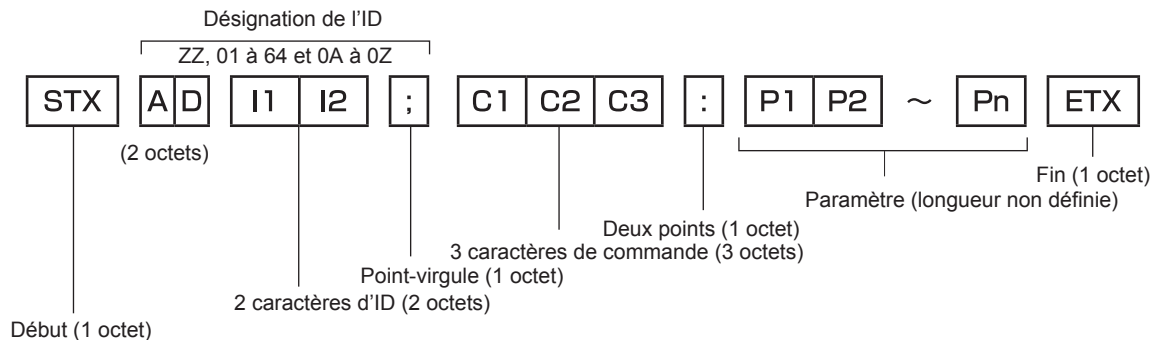 Désignation de l'ID
ZZ, 01 à 64 et 0A à 0Z
STX A D I1 I2 ; C1 C2 C3 : P1 P2 ～ Pn ETX
(2 octets)
Fin (1 octet)
Paramètre (longueur non définie)
Deux points (1 octet)
3 caractères de commande (3 octets)
Point-virgule (1 octet)
2 caractères d'ID (2 octets)
Début (1 octet)